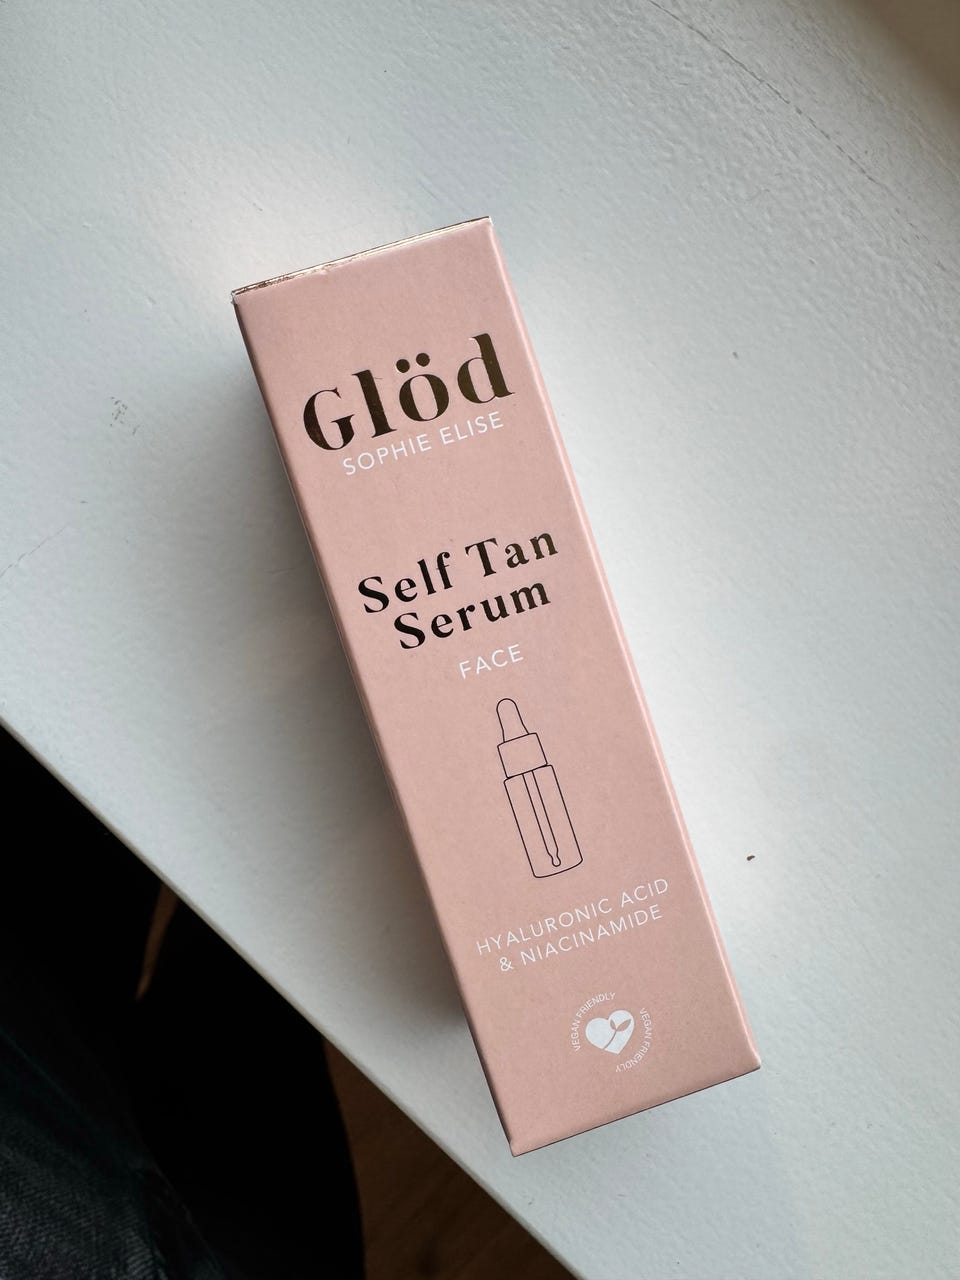 Glöd
SOPHIE ELISE
Self Tan
Serum
FACE
HYALURONIC ACID
& NIACINAMIDE
VEGAN FRIENDLY
VEGAN FRIENDLY